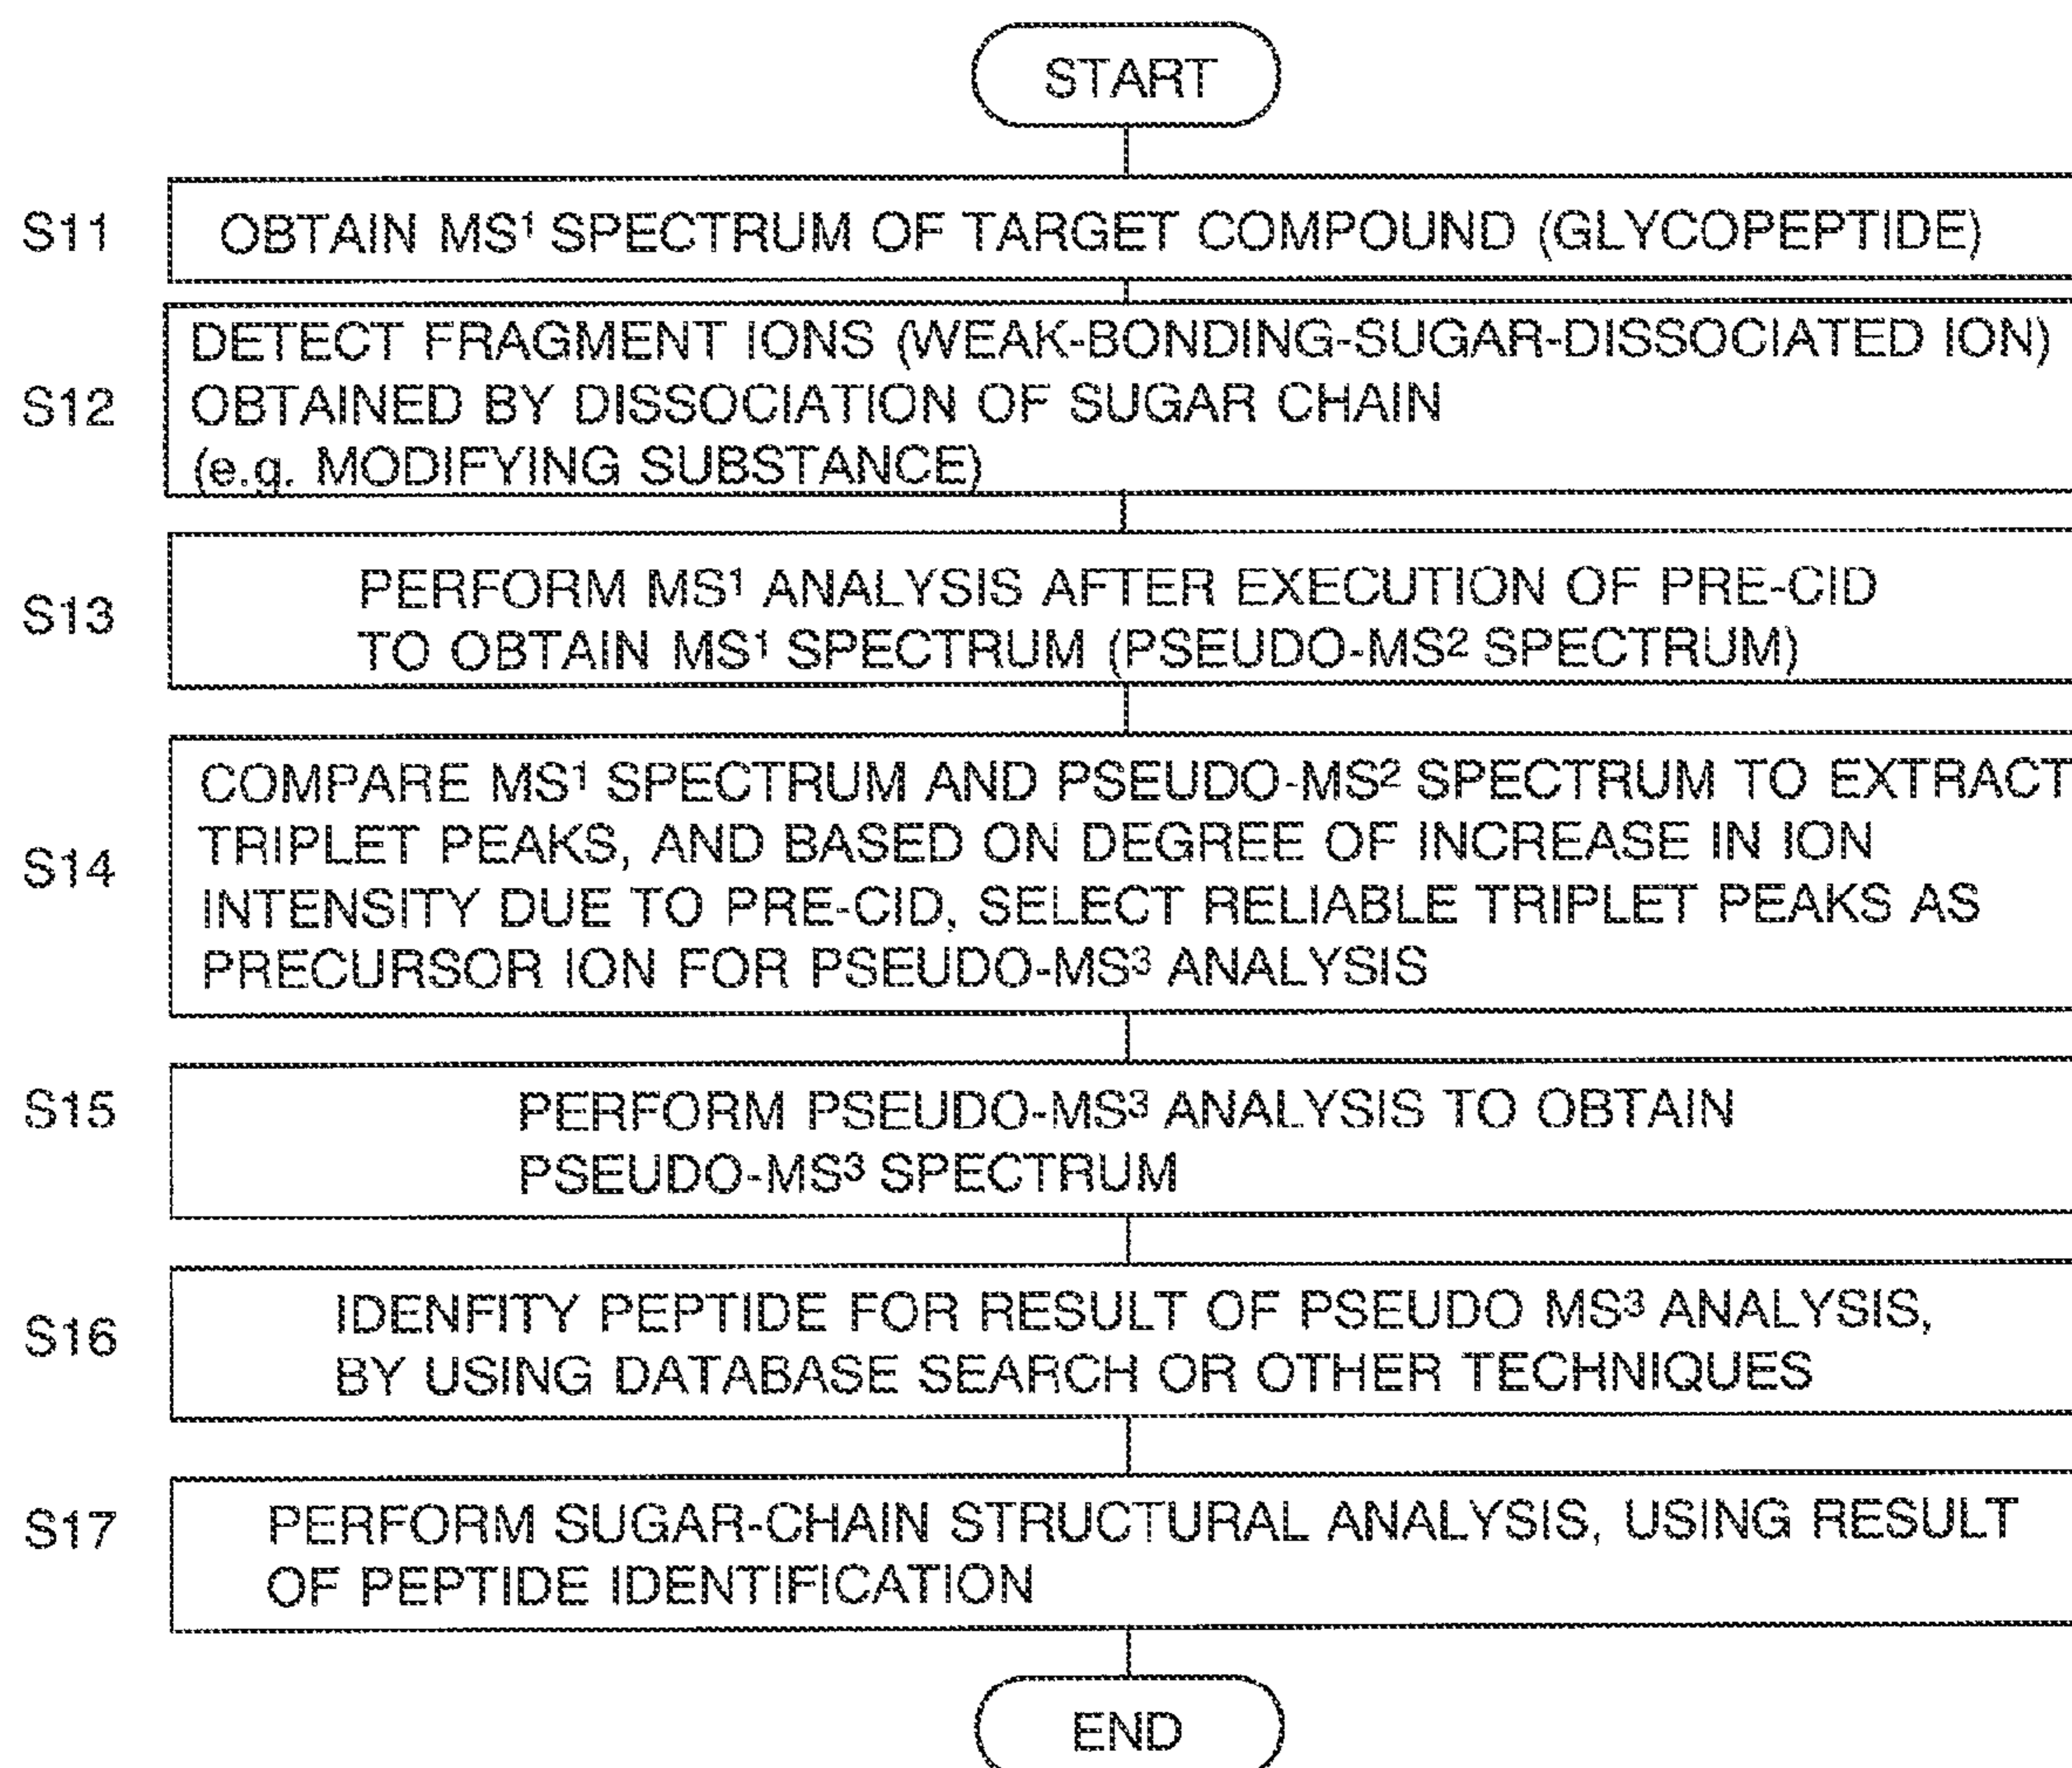 START
S11
OBTAIN MS¹ SPECTRUM OF TARGET COMPOUND (GLYCOPEPTIDE)
S12
DETECT FRAGMENT IONS (WEAK-BONDING-SUGAR-DISSOCIATED ION)
OBTAINED BY DISSOCIATION OF SUGAR CHAIN
(e.g. MODIFYING SUBSTANCE)
S13
PERFORM MS¹ ANALYSIS AFTER EXECUTION OF PRE-CID
TO OBTAIN MS¹ SPECTRUM (PSEUDO-MS² SPECTRUM)
S14
COMPARE MS¹ SPECTRUM AND PSEUDO-MS² SPECTRUM TO EXTRACT
TRIPLET PEAKS, AND BASED ON DEGREE OF INCREASE IN ION
INTENSITY DUE TO PRE-CID, SELECT RELIABLE TRIPLET PEAKS AS
PRECURSOR ION FOR PSEUDO-MS³ ANALYSIS
S15
PERFORM PSEUDO-MS³ ANALYSIS TO OBTAIN
PSEUDO-MS³ SPECTRUM
S16
IDENFITY PEPTIDE FOR RESULT OF PSEUDO MS³ ANALYSIS,
BY USING DATABASE SEARCH OR OTHER TECHNIQUES
S17
PERFORM SUGAR-CHAIN STRUCTURAL ANALYSIS, USING RESULT
OF PEPTIDE IDENTIFICATION
END